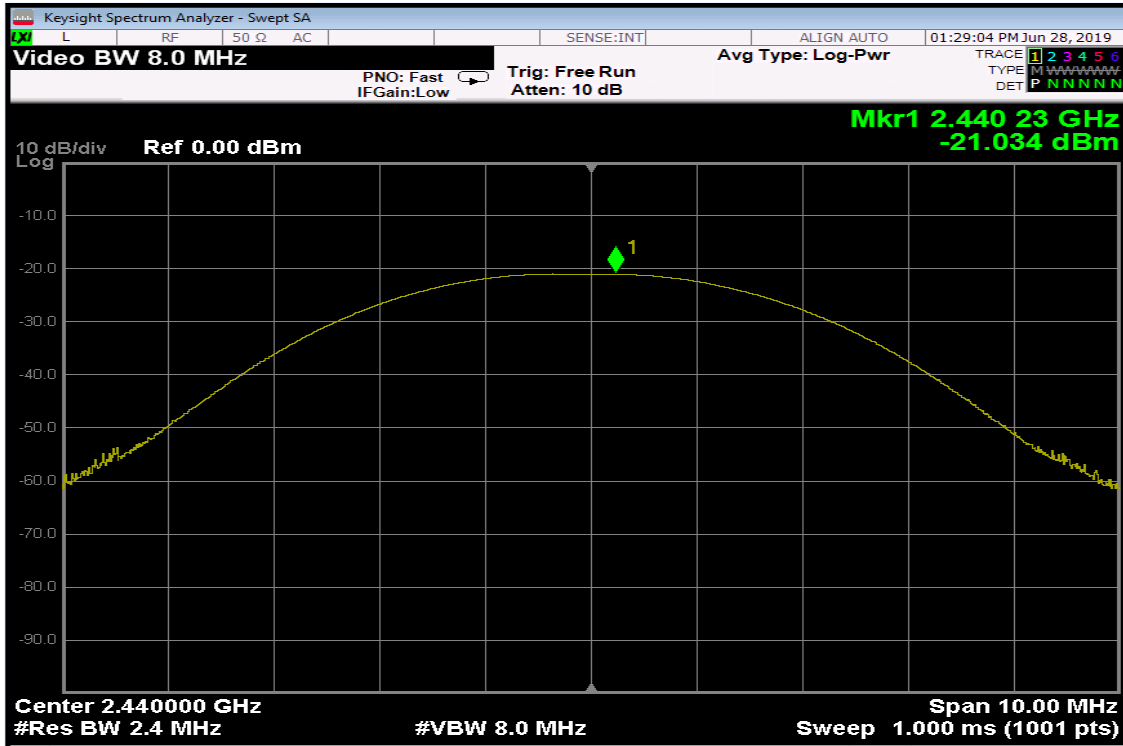 Keysight Spectrum Analyzer - Swept SA
LXI L RF 50 Ω AC SENSE:INT ALIGN AUTO 01:29:04 PM Jun 28, 2019
Video BW 8.0 MHz
PNO: Fast
IFGain:Low
Trig: Free Run
Atten: 10 dB
Avg Type: Log-Pwr
TRACE 1 2 3 4 5 6
TYPE M WWWWW
DET P N N N N N
Mkr1 2.440 23 GHz
-21.034 dBm
10 dB/div Ref 0.00 dBm
Log
1
-10.0
-20.0
-30.0
-40.0
-50.0
-60.0
-70.0
-80.0
-90.0
Center 2.440000 GHz Span 10.00 MHz
#Res BW 2.4 MHz #VBW 8.0 MHz Sweep 1.000 ms (1001 pts)